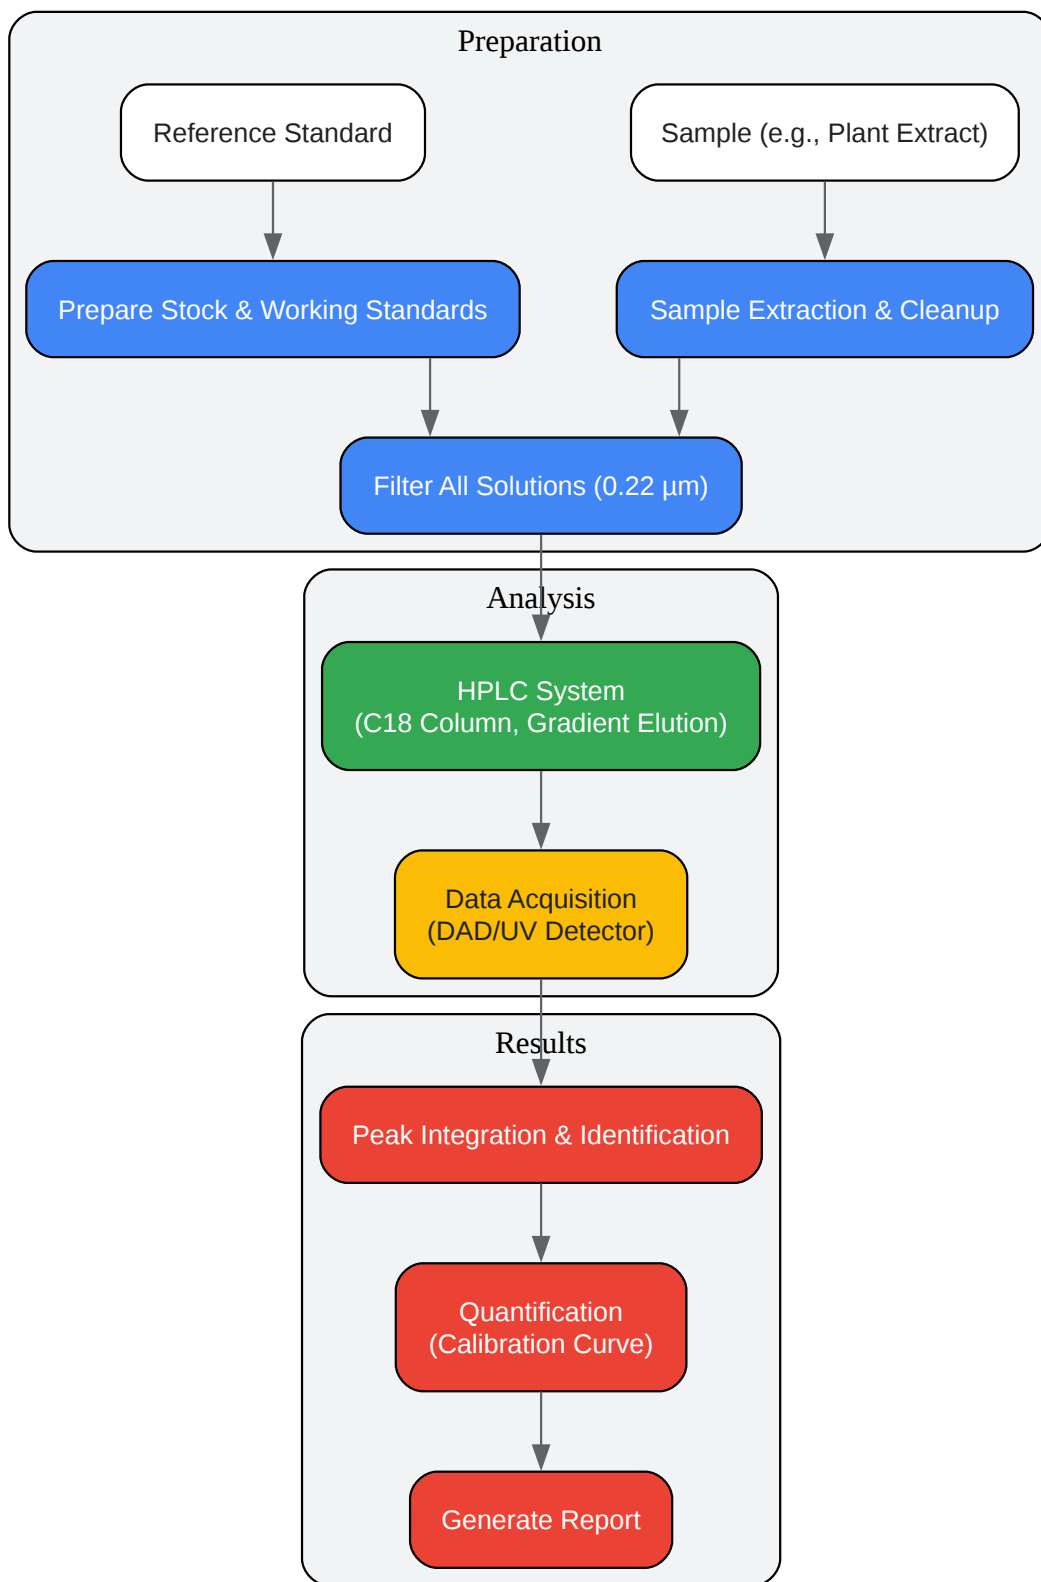 Preparation
Reference Standard
Sample (e.g., Plant Extract)
Prepare Stock & Working Standards
Sample Extraction & Cleanup
Filter All Solutions (0.22 µm)
Analysis
HPLC System
(C18 Column, Gradient Elution)
Data Acquisition
(DAD/UV Detector)
Results
Peak Integration & Identification
Quantification
(Calibration Curve)
Generate Report